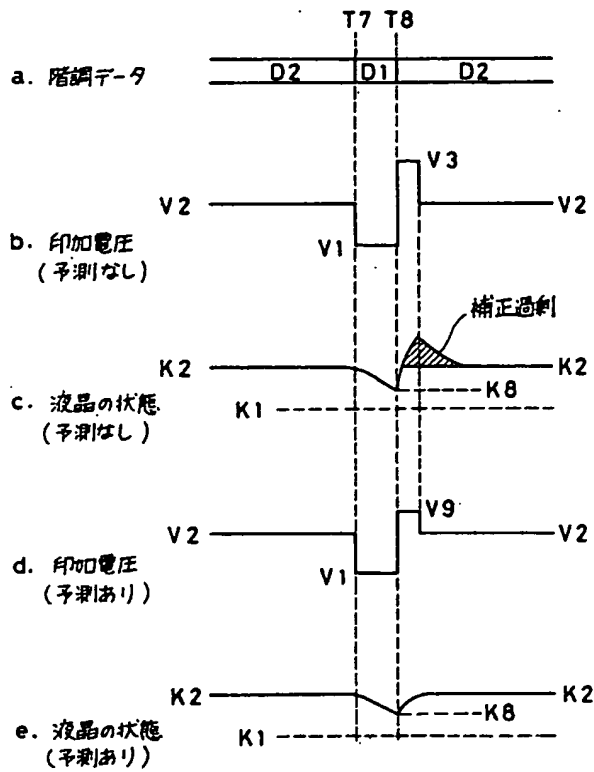 T7 T8
a. 階調データ
D2 D1 D2
V3
V2 V2
b. 印加電圧
V1
(予測なし)
補正過剰
K2 K2
K8
c. 液晶の状態
K1
(予測なし)
V9
V2 V2
d. 印加電圧
V1
(予測あり)
K2 K2
K8
e. 液晶の状態
K1
(予測あり)